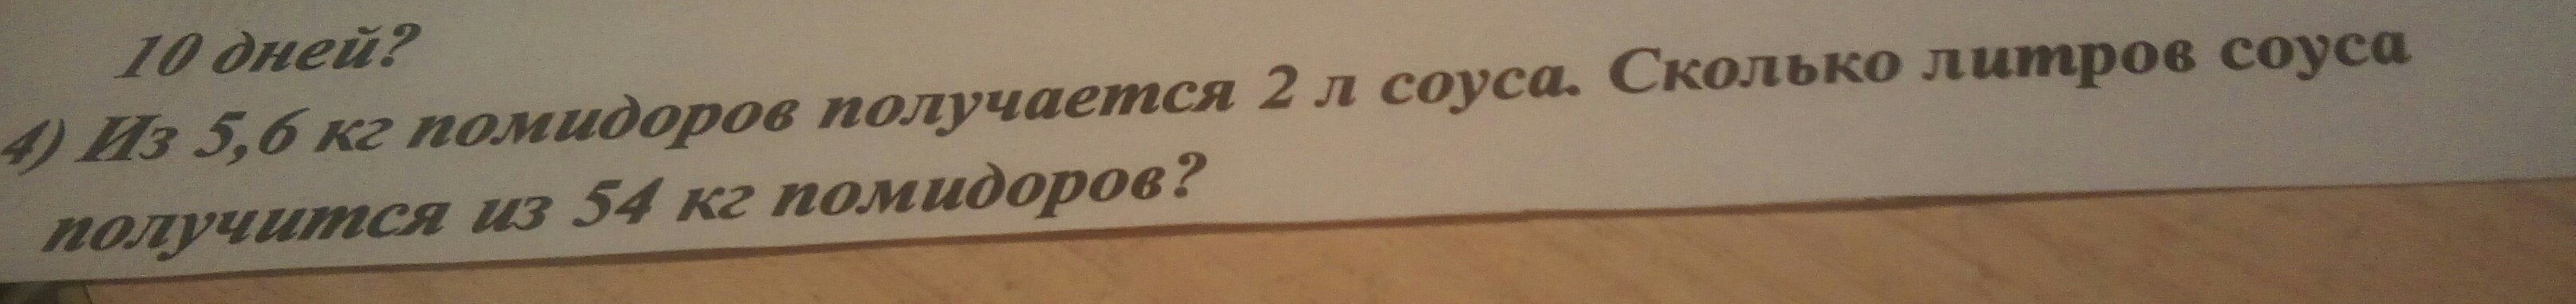 10 дней?
4) Из 5,6 кг помидоров получается 2 л соуса. Сколько литров соуса
получится из 54 кг помидоров?